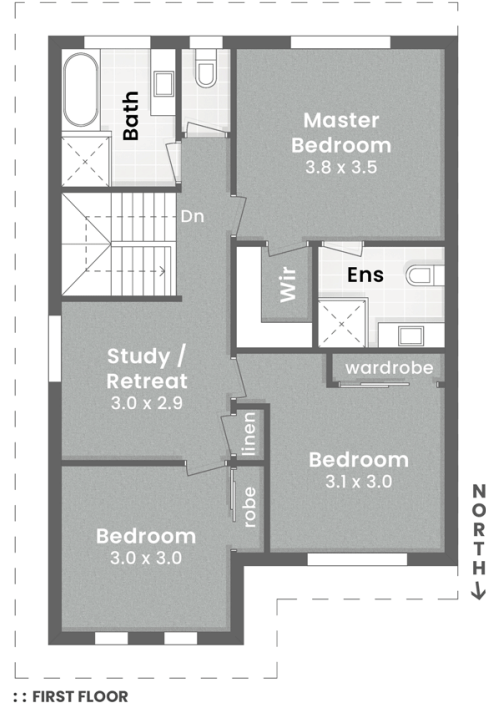 Bath
Master
Bedroom
3.8 x 3.5
Dn
Wir
Ens
Study /
Retreat
3.0 x 2.9
wardrobe
linen
Bedroom
3.1 x 3.0
robe
Bedroom
3.0 x 3.0
NORTH
:: FIRST FLOOR